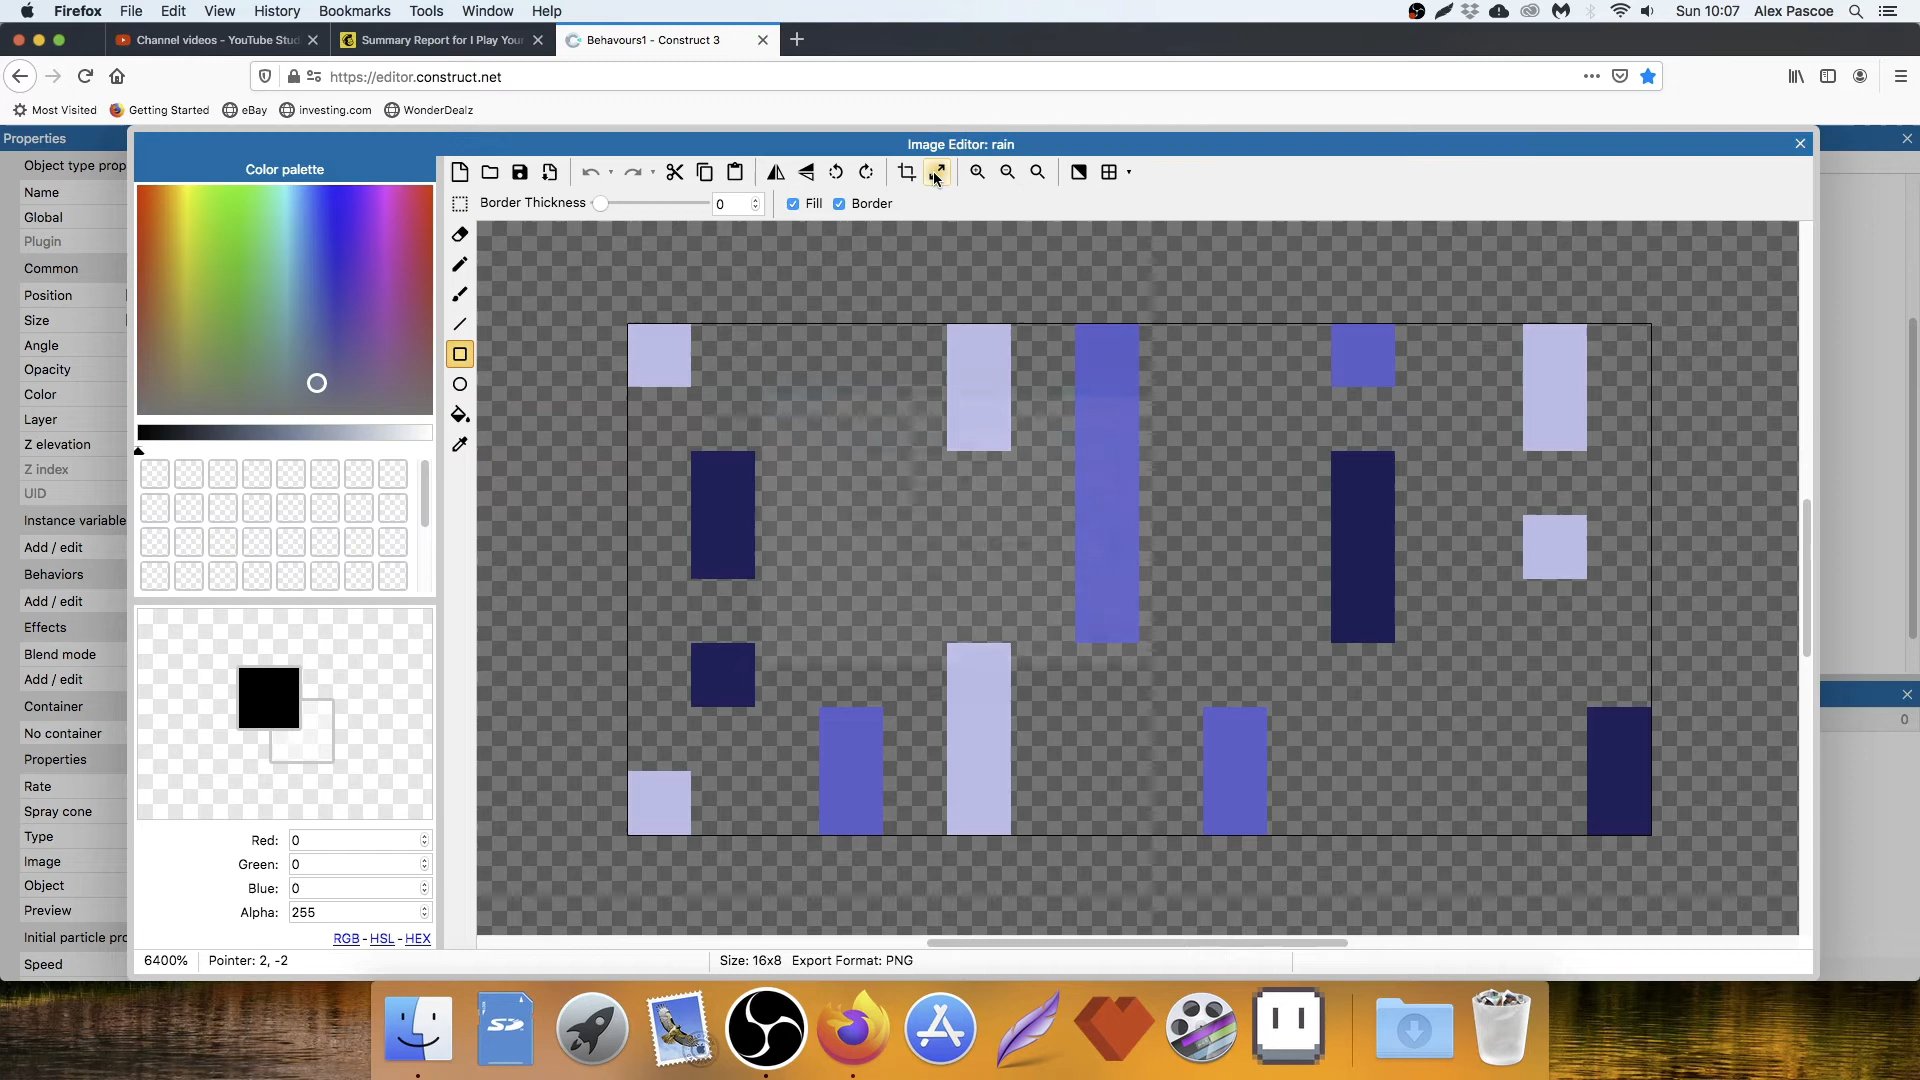 Firefox File Edit View History Bookmarks Tools Window Help Sun 10:07 Alex Pascoe
Channel videos - YouTube Stud
Summary Report for I Play Your
Behavours1 - Construct 3
https://editor.construct.net
Most Visited Getting Started eBay investing.com WonderDealz
Properties
Image Editor: rain
Object type prop
Name
Global
Plugin
Common
Position
Size
Angle
Opacity
Color
Layer
Z elevation
Z index
UID
Instance variable
Add / edit
Behaviors
Add / edit
Effects
Blend mode
Add / edit
Container
No container
Properties
Rate
Spray cone
Type
Image
Object
Preview
Initial particle pro
Speed
Color palette
Border Thickness 0 Fill Border
Red: 0
Green: 0
Blue: 0
Alpha: 255
RGB - HSL - HEX
6400% Pointer: 2, -2 Size: 16x8 Export Format: PNG
0
SD